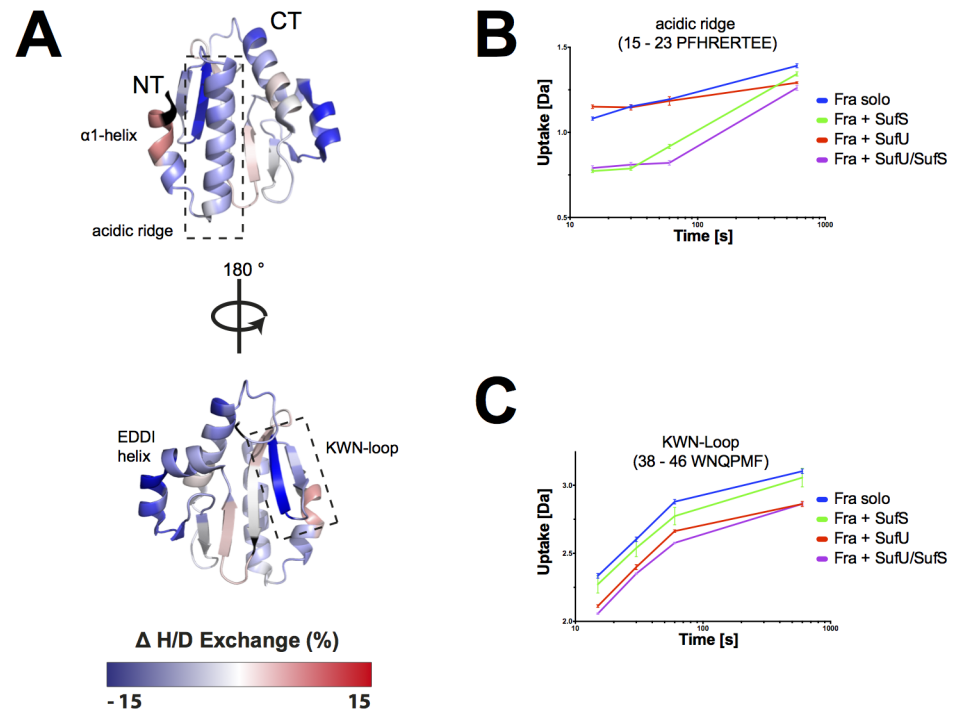 A
CT
NT
α1-helix
acidic ridge
180 °
EDDI
helix
KWN-loop
Δ H/D Exchange (%)
- 15
15
B
acidic ridge
(15 - 23 PFHRERTEE)
1.5
1.0
0.5
10
100
1000
Uptake [Da]
Time [s]
Fra solo
Fra + SufS
Fra + SufU
Fra + SufU/SufS
C
KWN-Loop
(38 - 46 WNQPMF)
3.0
2.5
2.0
10
100
1000
Uptake [Da]
Time [s]
Fra solo
Fra + SufS
Fra + SufU
Fra + SufU/SufS